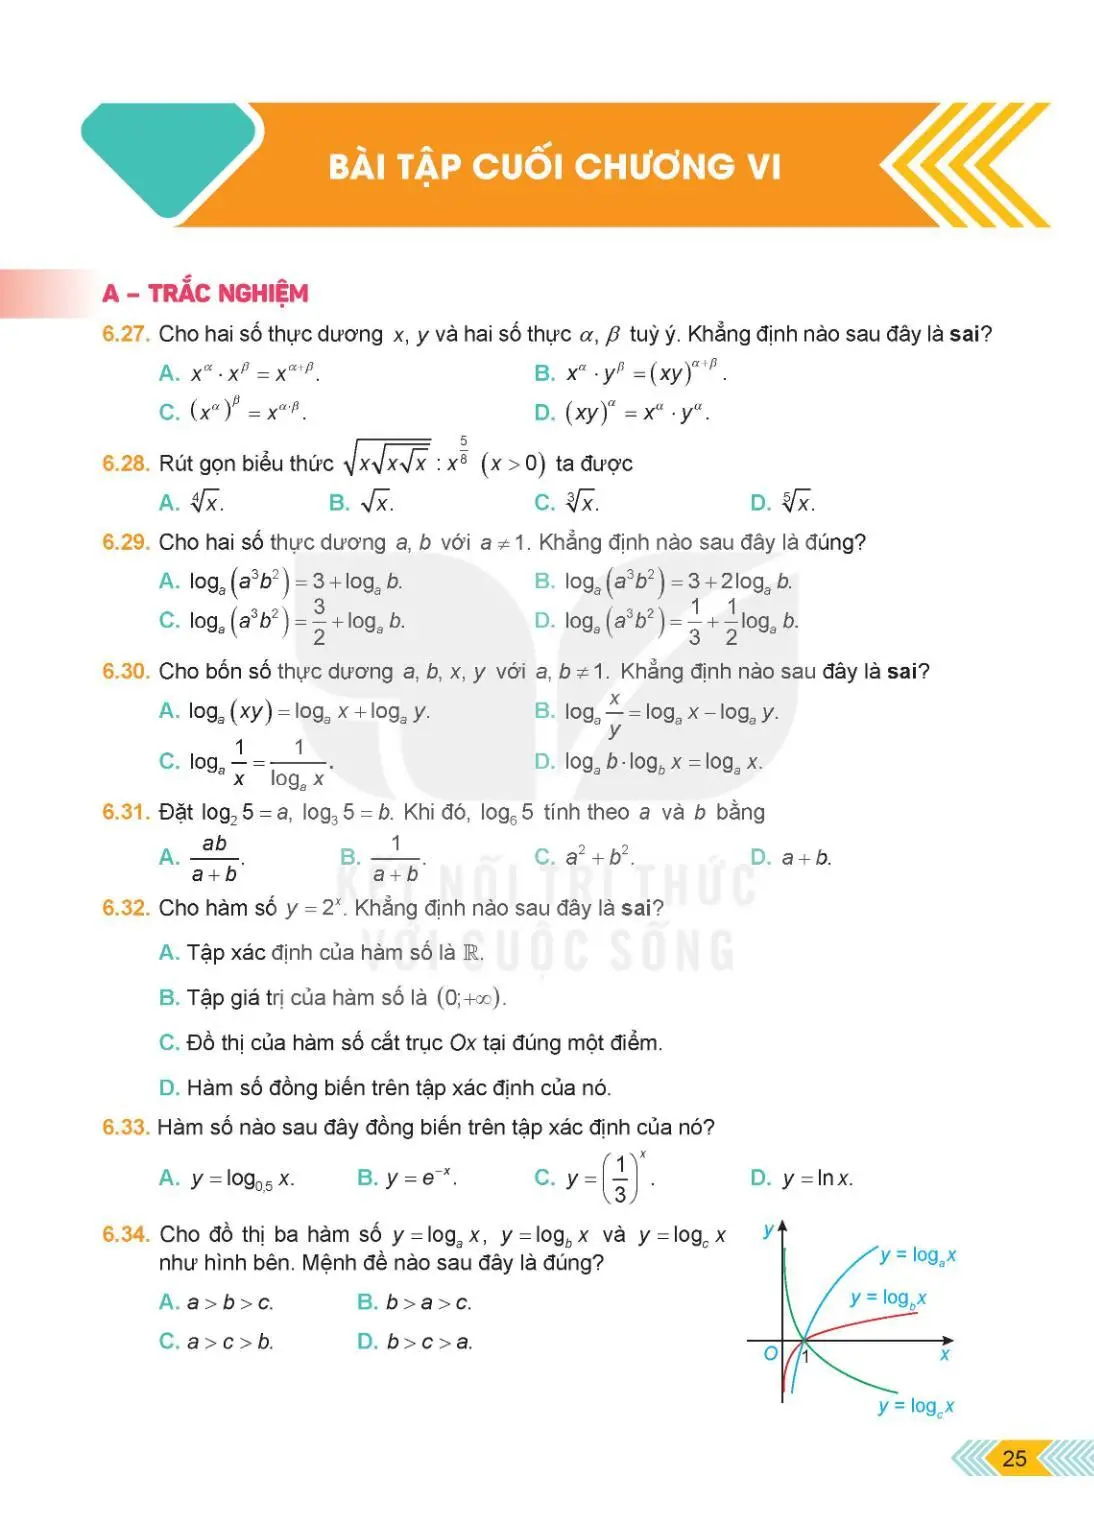 BÀI TẬP CUỐI CHƯƠNG VI
A – TRẮC NGHIỆM
6.27. Cho hai số thực dương x, y và hai số thực α, β tuỳ ý. Khẳng định nào sau đây là sai?
A. x^α · x^β = x^(α+β). B. x^α · y^β = (xy)^(α+β).
C. (x^α)^β = x^(α·β). D. (xy)^α = x^α · y^α.
6.28. Rút gọn biểu thức √(x√(x√x)) : x^(5/8) (x > 0) ta được
A. ∜x. B. √x. C. ∛x. D. ⁵√x.
6.29. Cho hai số thực dương a, b với a ≠ 1. Khẳng định nào sau đây là đúng?
A. log_a (a³b²) = 3 + log_a b. B. log_a (a³b²) = 3 + 2log_a b.
C. log_a (a³b²) = 3/2 + log_a b. D. log_a (a³b²) = 1/3 + 1/2 log_a b.
6.30. Cho bốn số thực dương a, b, x, y với a, b ≠ 1. Khẳng định nào sau đây là sai?
A. log_a (xy) = log_a x + log_a y. B. log_a x/y = log_a x – log_a y.
C. log_a 1/x = 1/(log_a x). D. log_a b · log_b x = log_a x.
6.31. Đặt log₂ 5 = a, log₃ 5 = b. Khi đó, log₆ 5 tính theo a và b bằng
A. ab/(a + b). B. 1/(a + b). C. a² + b². D. a + b.
KẾT NỐI TRI THỨC
6.32. Cho hàm số y = 2^x. Khẳng định nào sau đây là sai?
VỚI CUỘC SỐNG
A. Tập xác định của hàm số là ℝ.
B. Tập giá trị của hàm số là (0; +∞).
C. Đồ thị của hàm số cắt trục Ox tại đúng một điểm.
D. Hàm số đồng biến trên tập xác định của nó.
6.33. Hàm số nào sau đây đồng biến trên tập xác định của nó?
A. y = log_0,5 x. B. y = e^(–x). C. y = (1/3)^x. D. y = ln x.
6.34. Cho đồ thị ba hàm số y = log_a x, y = log_b x và y = log_c x
như hình bên. Mệnh đề nào sau đây là đúng?
A. a > b > c. B. b > a > c.
C. a > c > b. D. b > c > a.
y
y = log_a x
y = log_b x
O 1 x
y = log_c x
25